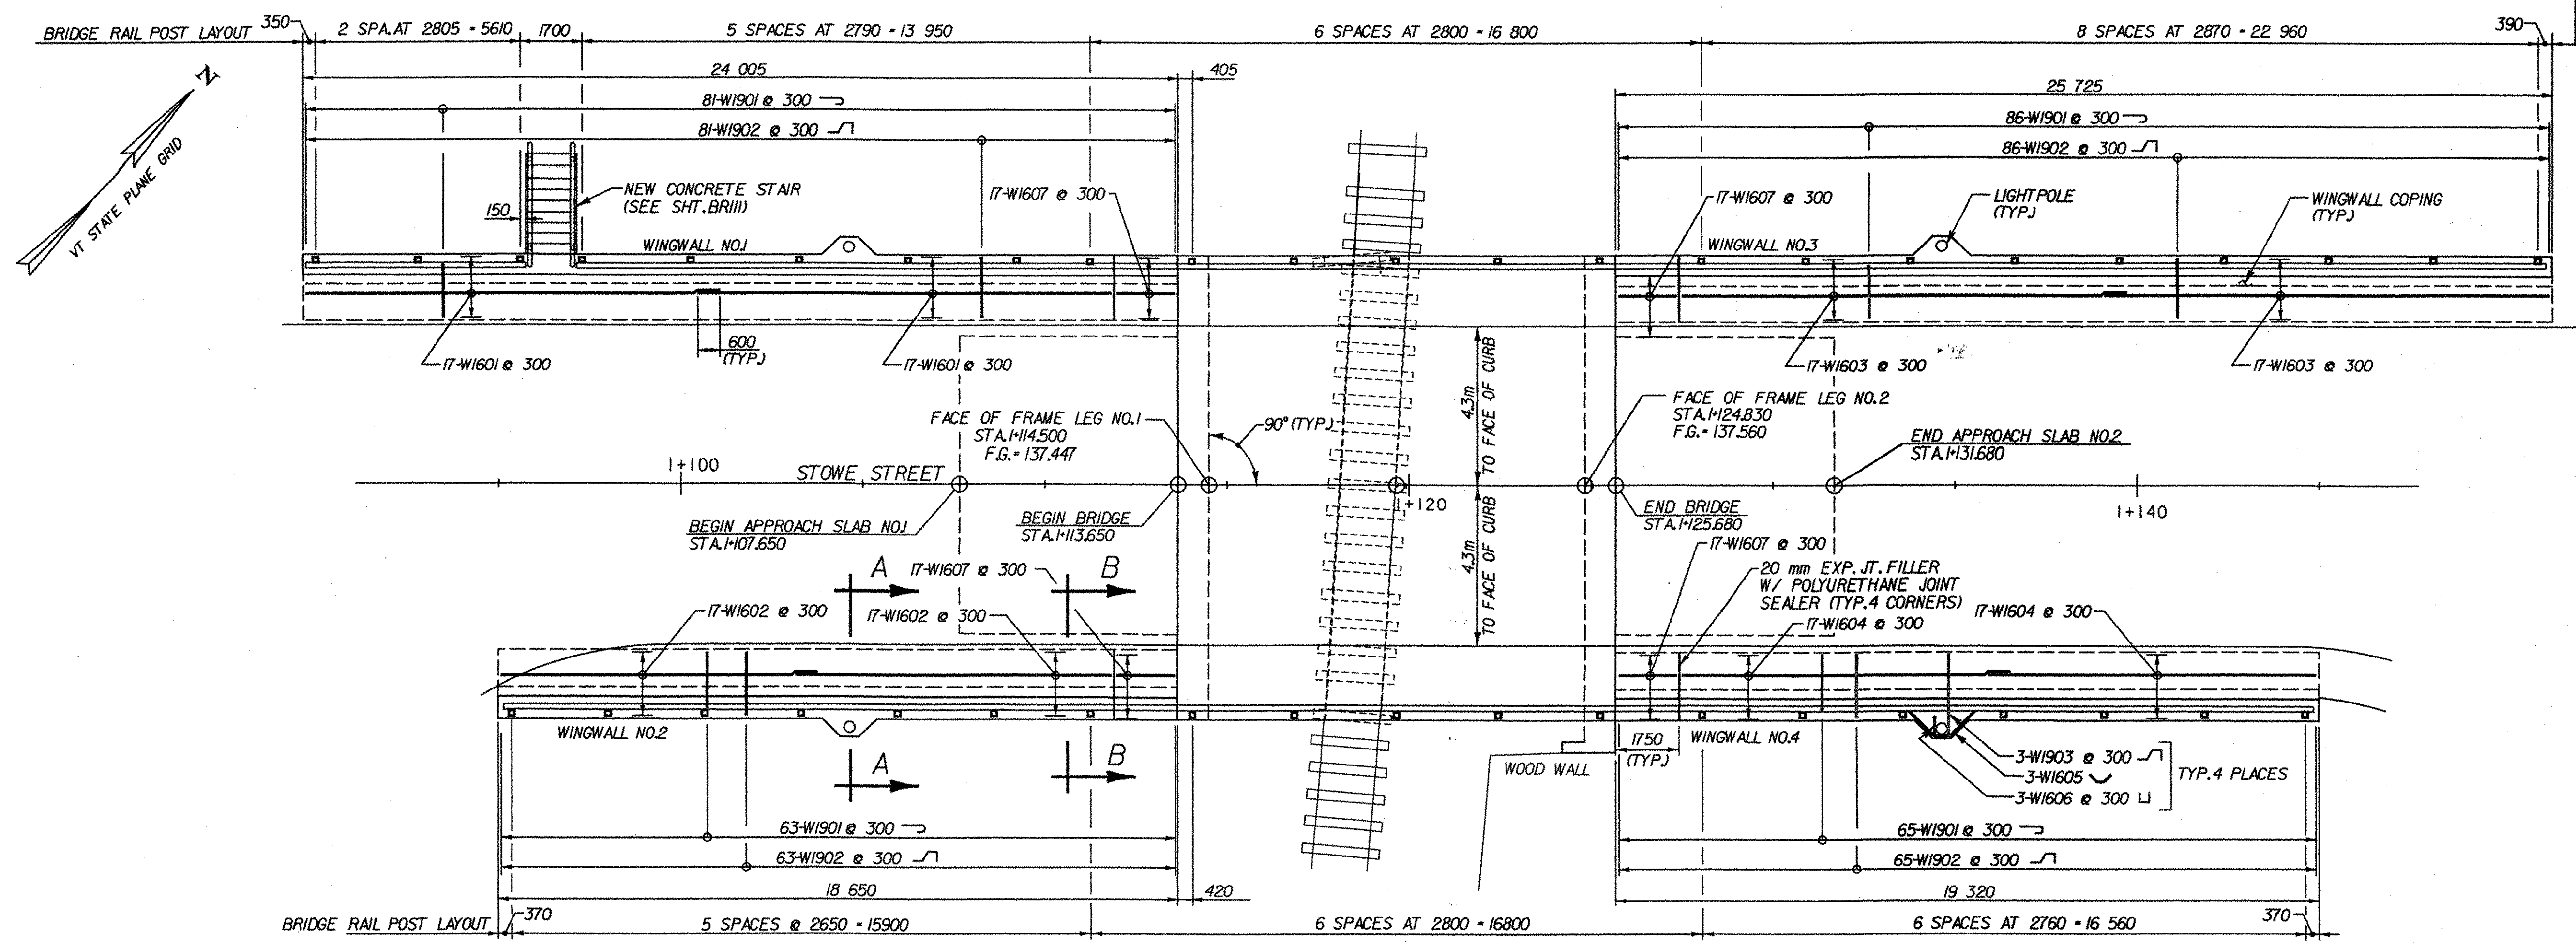 BRIDGE RAIL POST LAYOUT
350
2 SPA. AT 2805 = 5610
1700
5 SPACES AT 2790 = 13 950
6 SPACES AT 2800 = 16 800
8 SPACES AT 2870 = 22 960
390
24 005
405
25 725
81-W1901 @ 300
81-W1902 @ 300
86-W1901 @ 300
86-W1902 @ 300
N
VT STATE PLANE GRID
150
NEW CONCRETE STAIR
(SEE SHT. BR111)
17-W1607 @ 300
17-W1607 @ 300
LIGHTPOLE
(TYP.)
WINGWALL COPING
(TYP.)
WINGWALL NO.1
WINGWALL NO.3
17-W1601 @ 300
600
(TYP.)
17-W1601 @ 300
17-W1603 @ 300
17-W1603 @ 300
4.3m
TO FACE OF CURB
FACE OF FRAME LEG NO.1
STA. 1+114.500
F.G. = 137.447
90° (TYP.)
FACE OF FRAME LEG NO.2
STA. 1+124.830
F.G. = 137.560
END APPROACH SLAB NO.2
STA. 1+131.680
1+100
STOWE STREET
1+120
1+140
BEGIN APPROACH SLAB NO.1
STA. 1+107.650
BEGIN BRIDGE
STA. 1+113.650
END BRIDGE
STA. 1+125.680
4.3m
TO FACE OF CURB
17-W1607 @ 300
A
B
17-W1607 @ 300
20 mm EXP. JT. FILLER
W/ POLYURETHANE JOINT
SEALER (TYP. 4 CORNERS)
17-W1602 @ 300
17-W1602 @ 300
17-W1604 @ 300
17-W1604 @ 300
WINGWALL NO.2
A
B
WOOD WALL
1750
(TYP.)
WINGWALL NO.4
3-W1903 @ 300
3-W1605
3-W1606 @ 300
TYP. 4 PLACES
63-W1901 @ 300
63-W1902 @ 300
65-W1901 @ 300
65-W1902 @ 300
18 650
420
19 320
BRIDGE RAIL POST LAYOUT
370
5 SPACES @ 2650 = 15900
6 SPACES AT 2800 = 16800
6 SPACES AT 2760 = 16 560
370